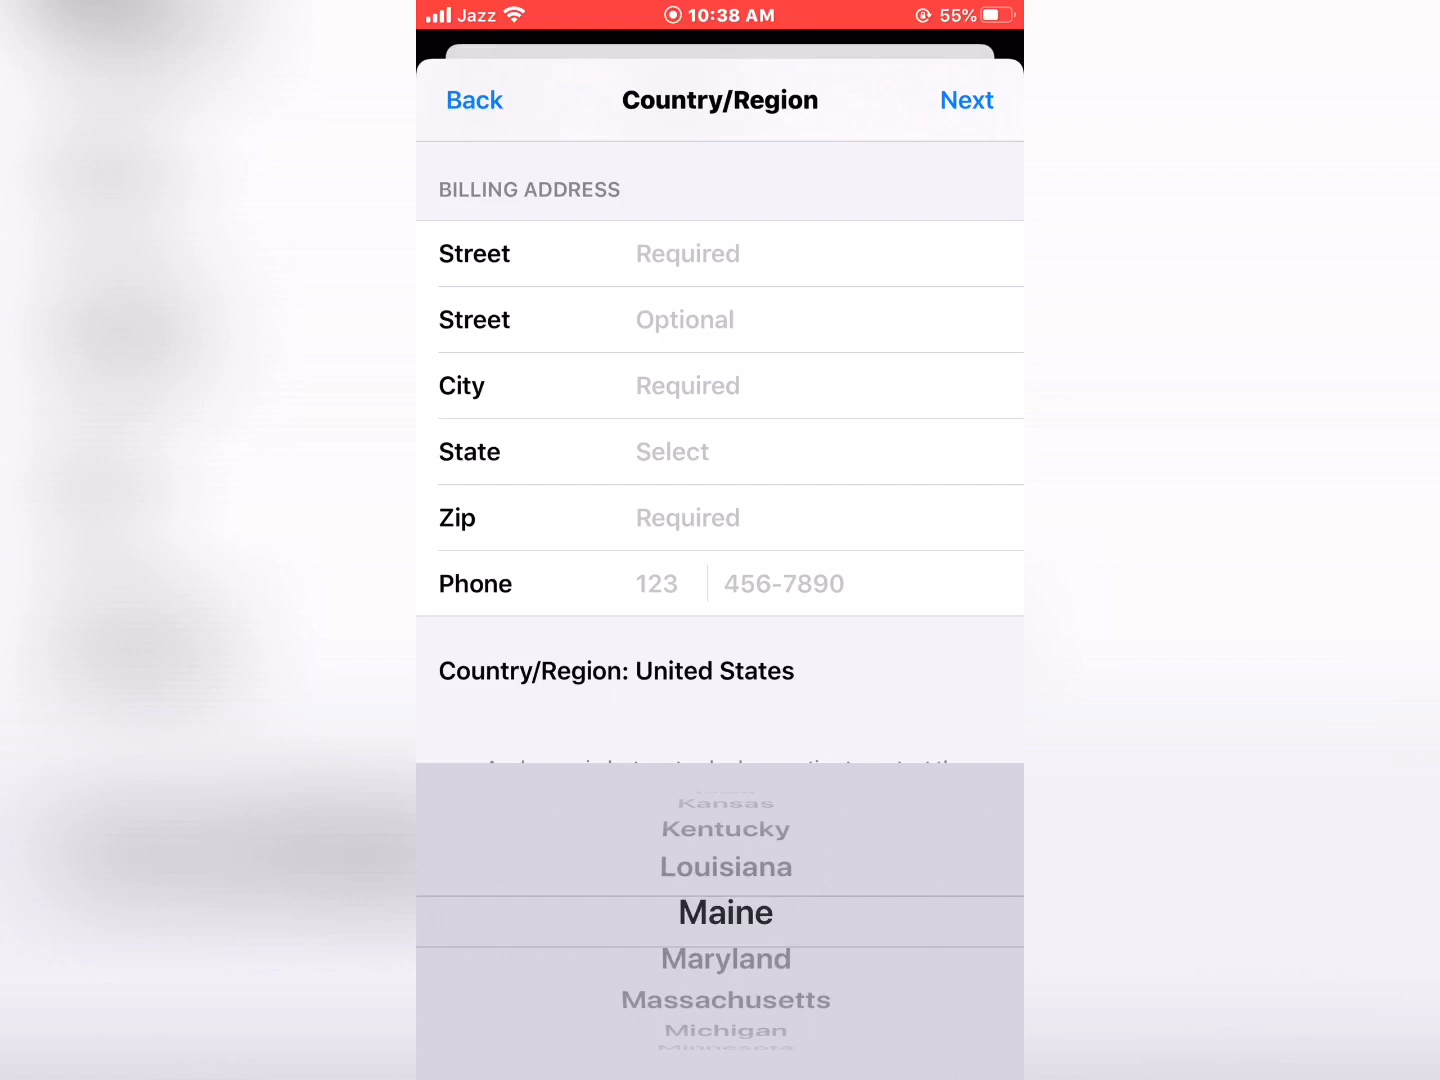 Jazz 10:38 AM 55%
Back Country/Region Next
BILLING ADDRESS
Street Required
Street Optional
City Required
State Select
Zip Required
Phone 123 456-7890
Country/Region: United States
Kansas
Kentucky
Louisiana
Maine
Maryland
Massachusetts
Michigan
Minnesota